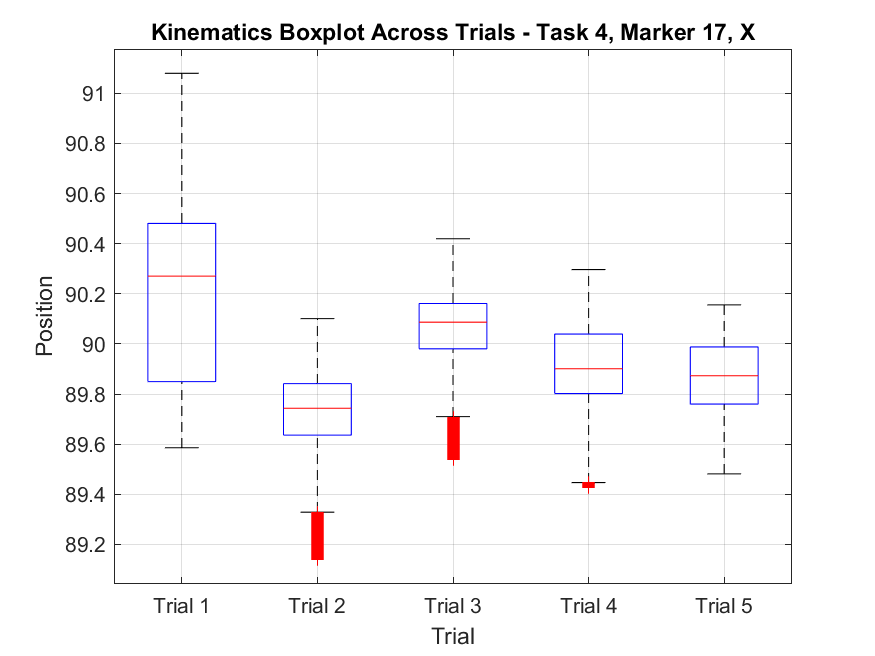 Kinematics Boxplot Across Trials - Task 4, Marker 17, X
91
90.8
90.6
90.4
90.2
90
89.8
89.6
89.4
89.2
Position
Trial 1 Trial 2 Trial 3 Trial 4 Trial 5
Trial